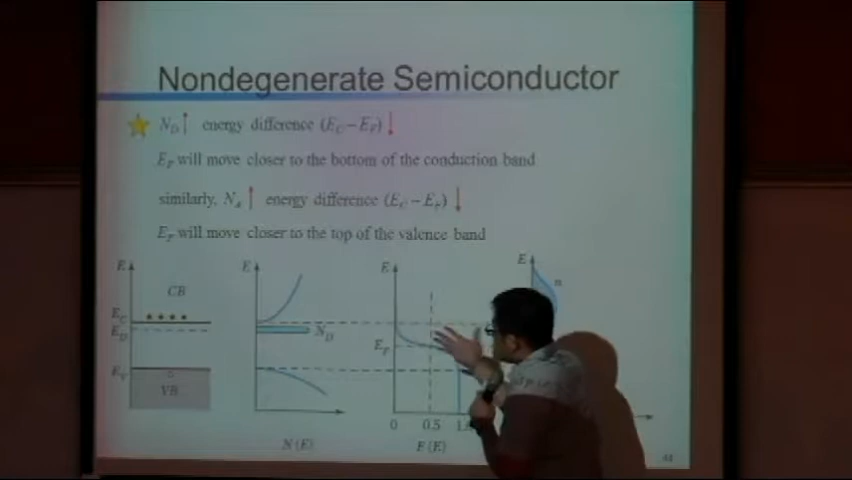 Nondegenerate Semiconductor
N_D↑ energy difference (E_C – E_F)↓
E_F will move closer to the bottom of the conduction band
similarly, N_A↑ energy difference (E_C – E_F)↓
E_F will move closer to the top of the valence band
E
CB
E_C
E_D
E_V
VB
E
N_D
N(E)
E
E_F
0 0.5
F(E)
E
n